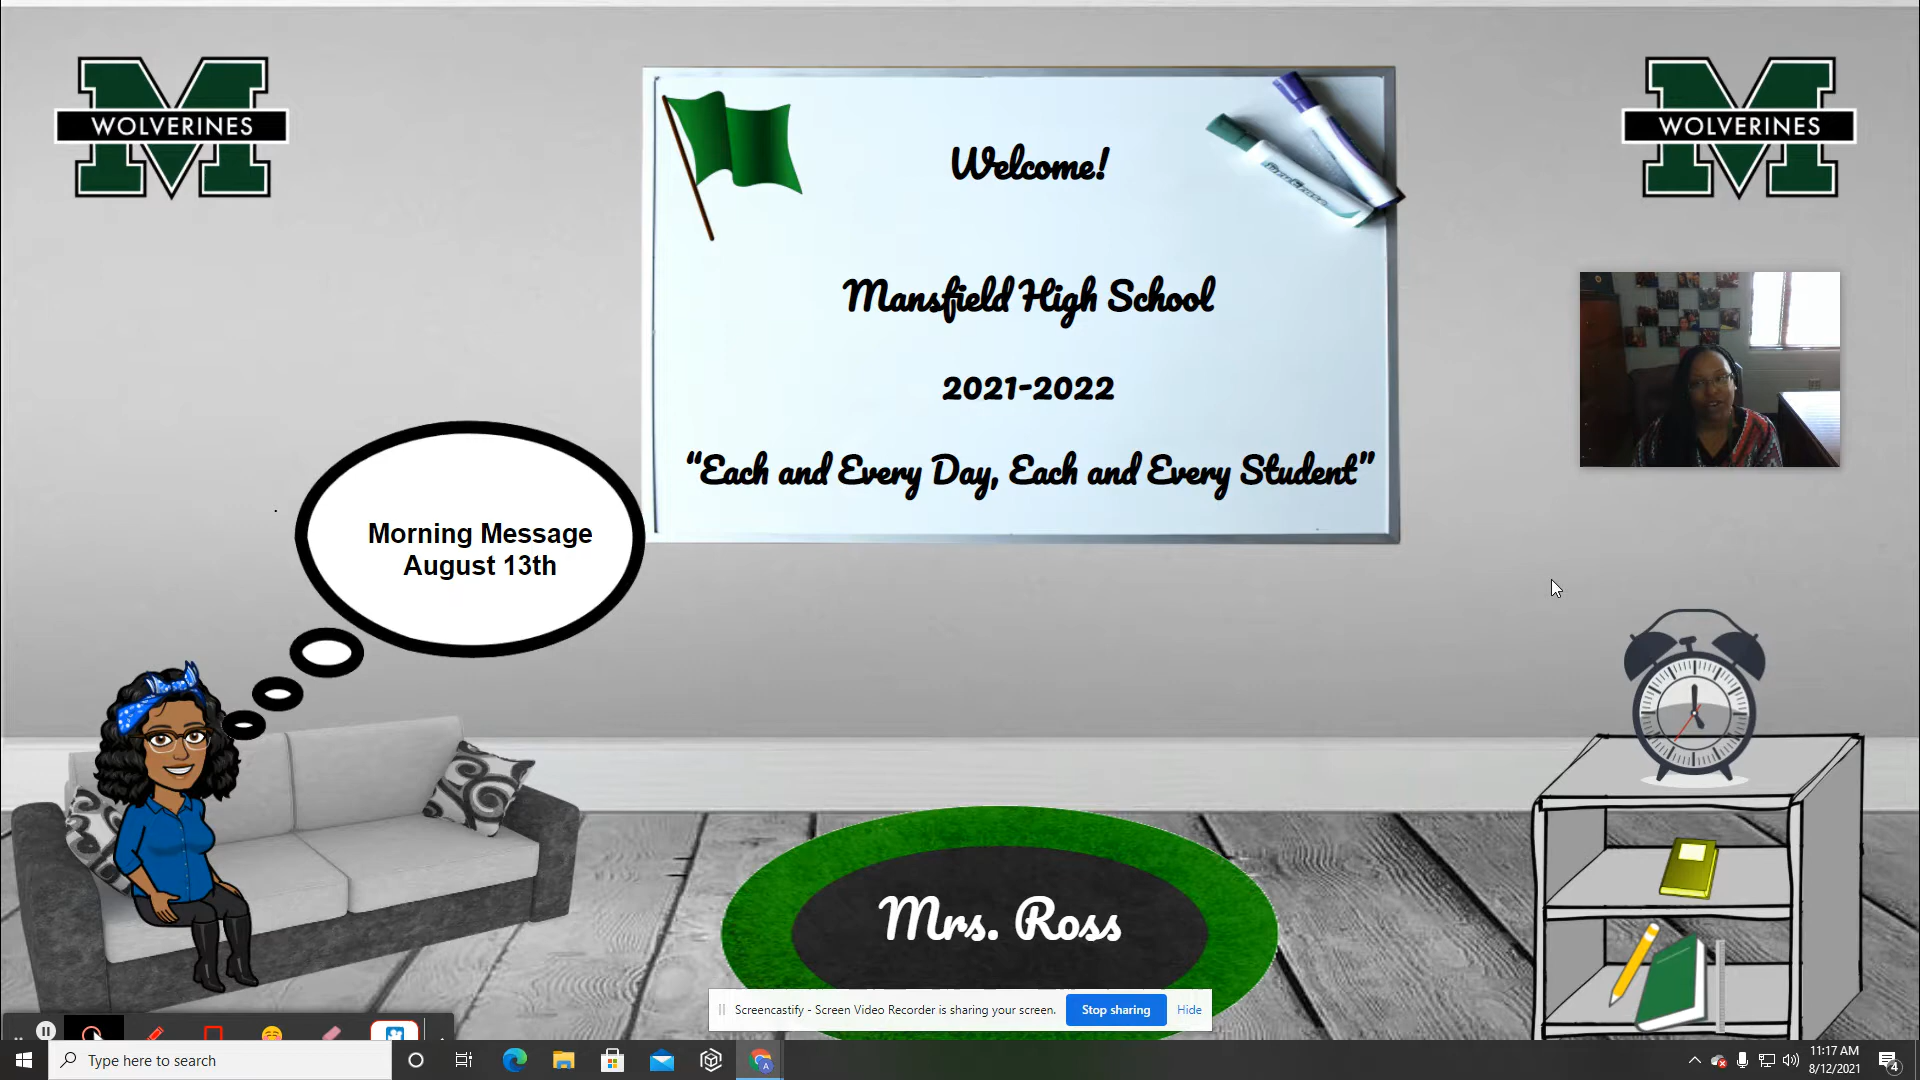 WOLVERINES
WOLVERINES
Welcome!
Mansfield High School
2021-2022
“Each and Every Day, Each and Every Student”
Morning Message
August 13th
Mrs. Ross
Screencastify - Screen Video Recorder is sharing your screen.
Stop sharing
Hide
Type here to search
11:17 AM
8/12/2021
4